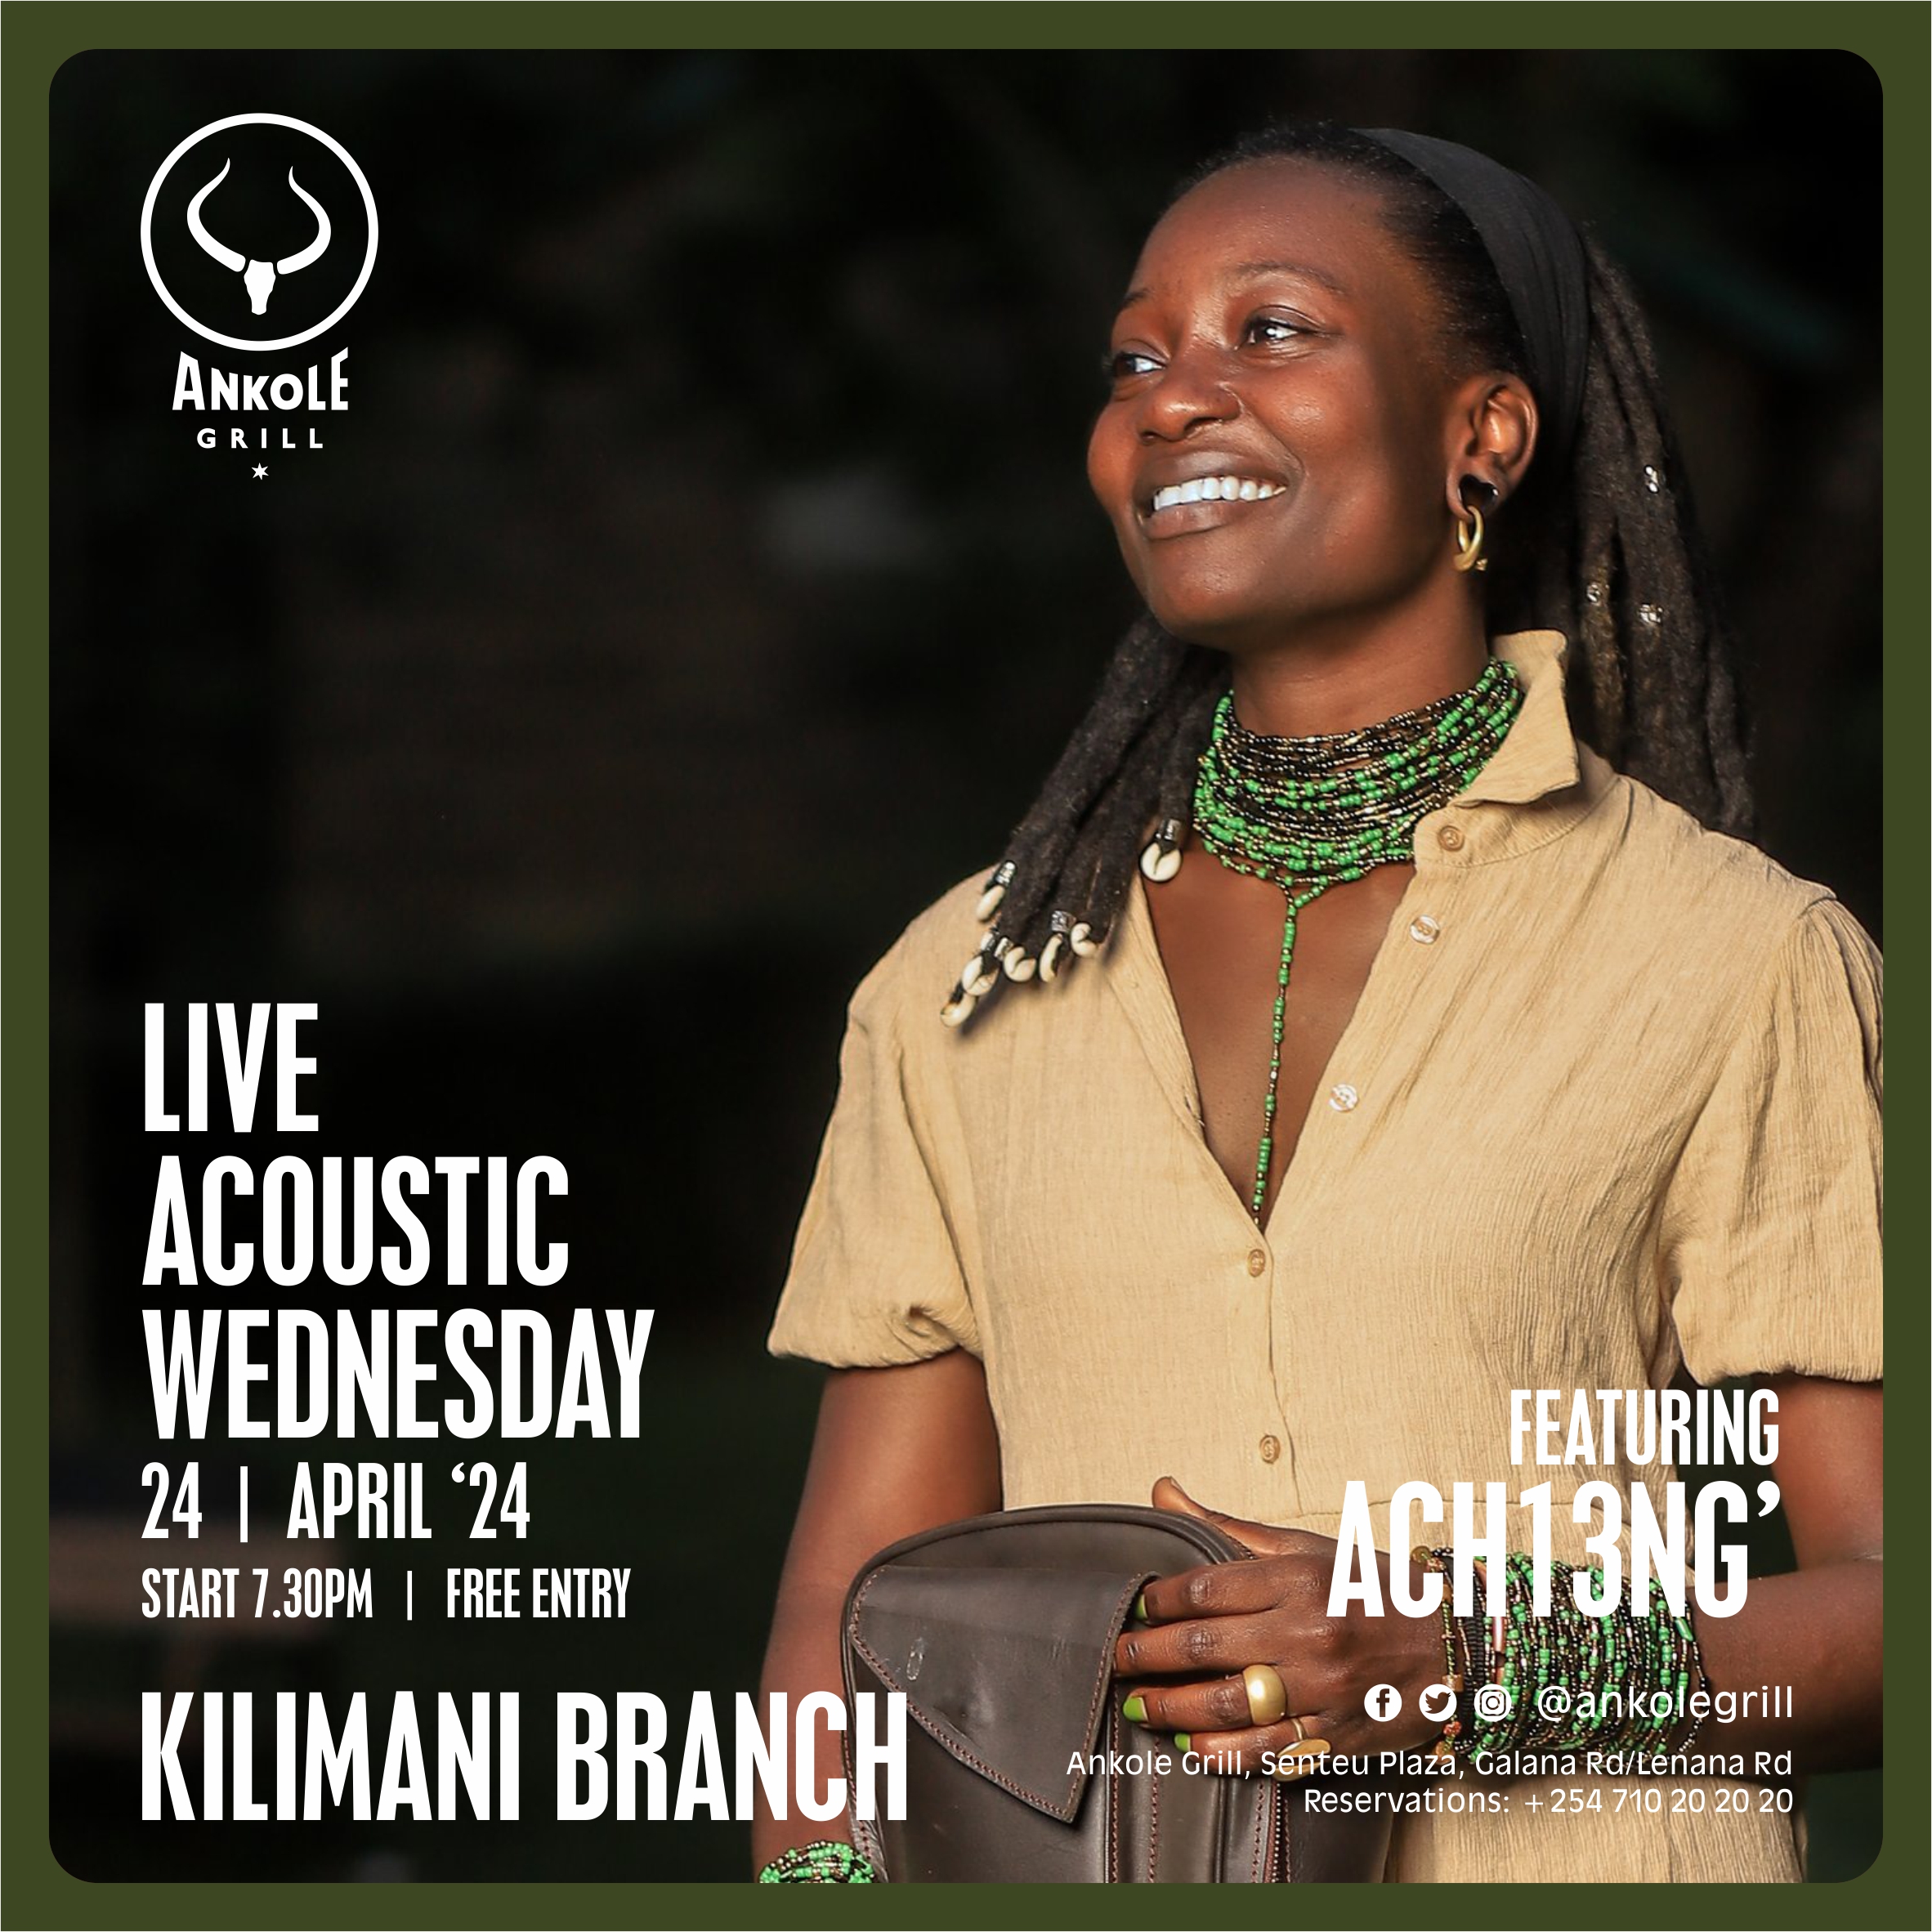 ANKOLE
GRILL
LIVE
ACOUSTIC
WEDNESDAY
24 | APRIL ‘24
START 7.30PM | FREE ENTRY
KILIMANI BRANCH
FEATURING
ACH13NG’
@ankolegrill
Ankole Grill, Senteu Plaza, Galana Rd/Lenana Rd
Reservations: +254 710 20 20 20